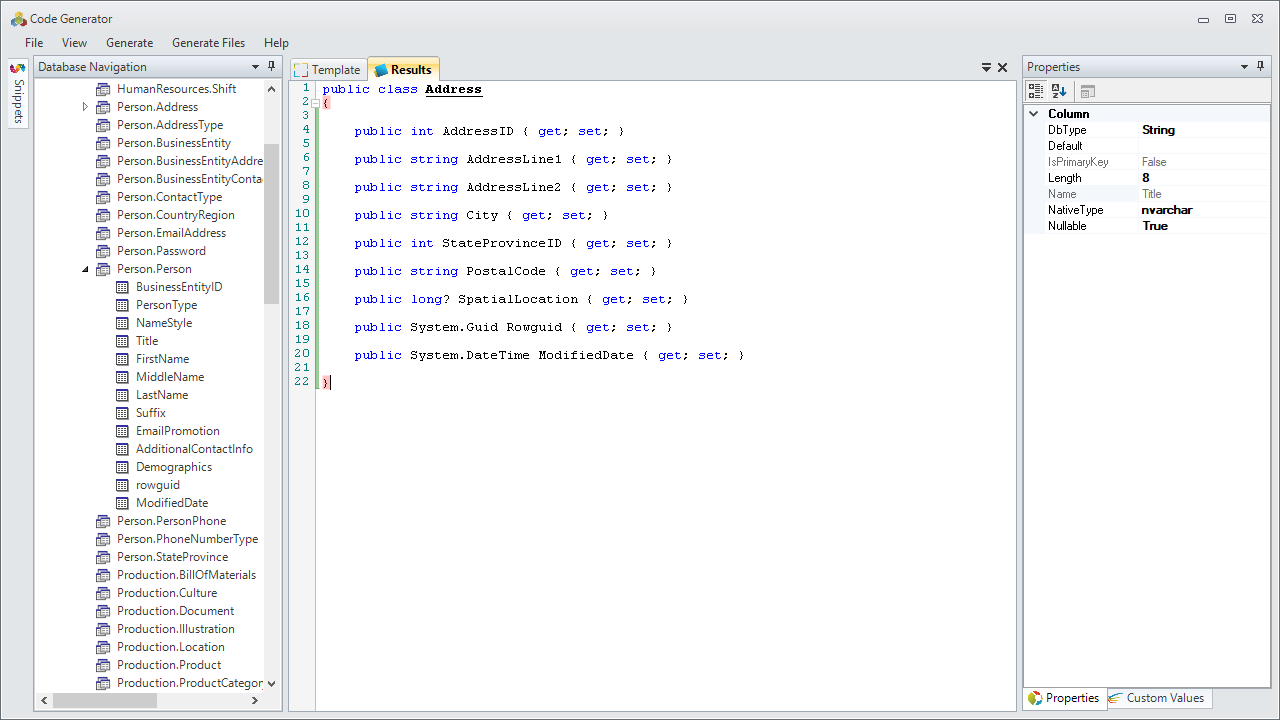 Code Generator
File View Generate Generate Files Help
Snippets
Database Navigation
HumanResources.Shift
Person.Address
Person.AddressType
Person.BusinessEntity
Person.BusinessEntityAddre
Person.BusinessEntityConta
Person.ContactType
Person.CountryRegion
Person.EmailAddress
Person.Password
Person.Person
BusinessEntityID
PersonType
NameStyle
Title
FirstName
MiddleName
LastName
Suffix
EmailPromotion
AdditionalContactInfo
Demographics
rowguid
ModifiedDate
Person.PersonPhone
Person.PhoneNumberType
Person.StateProvince
Production.BillOfMaterials
Production.Culture
Production.Document
Production.Illustration
Production.Location
Production.Product
Production.ProductCategor
Template Results
1 public class Address
2 {
3
4 public int AddressID { get; set; }
5
6 public string AddressLine1 { get; set; }
7
8 public string AddressLine2 { get; set; }
9
10 public string City { get; set; }
11
12 public int StateProvinceID { get; set; }
13
14 public string PostalCode { get; set; }
15
16 public long? SpatialLocation { get; set; }
17
18 public System.Guid Rowguid { get; set; }
19
20 public System.DateTime ModifiedDate { get; set; }
21
22 }
Properties
Column
DbType String
Default
IsPrimaryKey False
Length 8
Name Title
NativeType nvarchar
Nullable True
Properties Custom Values